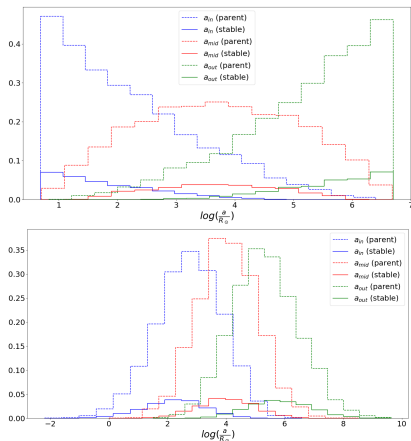 a_in (parent)
a_in (stable)
a_mid (parent)
a_mid (stable)
a_out (parent)
a_out (stable)
0.4
0.3
0.2
0.1
0.0
1 2 3 4 5 6 7
log(a/R⊙)
a_in (parent)
a_in (stable)
a_mid (parent)
a_mid (stable)
a_out (parent)
a_out (stable)
0.35
0.30
0.25
0.20
0.15
0.10
0.05
0.00
−2 0 2 4 6 8 10
log(a/R⊙)